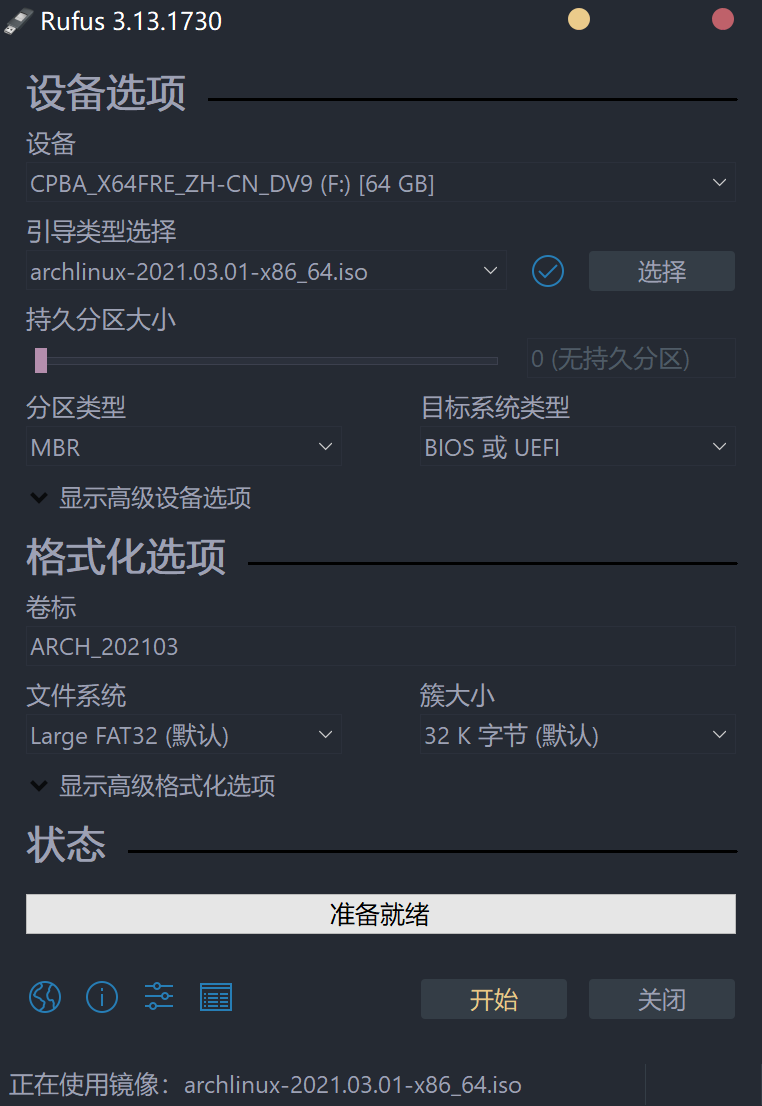 Rufus 3.13.1730
设备选项
设备
CPBA_X64FRE_ZH-CN_DV9 (F:) [64 GB]
引导类型选择
archlinux-2021.03.01-x86_64.iso
选择
持久分区大小
0 (无持久分区)
分区类型
目标系统类型
MBR
BIOS 或 UEFI
显示高级设备选项
格式化选项
卷标
ARCH_202103
文件系统
簇大小
Large FAT32 (默认)
32 K 字节 (默认)
显示高级格式化选项
状态
准备就绪
开始
关闭
正在使用镜像：archlinux-2021.03.01-x86_64.iso